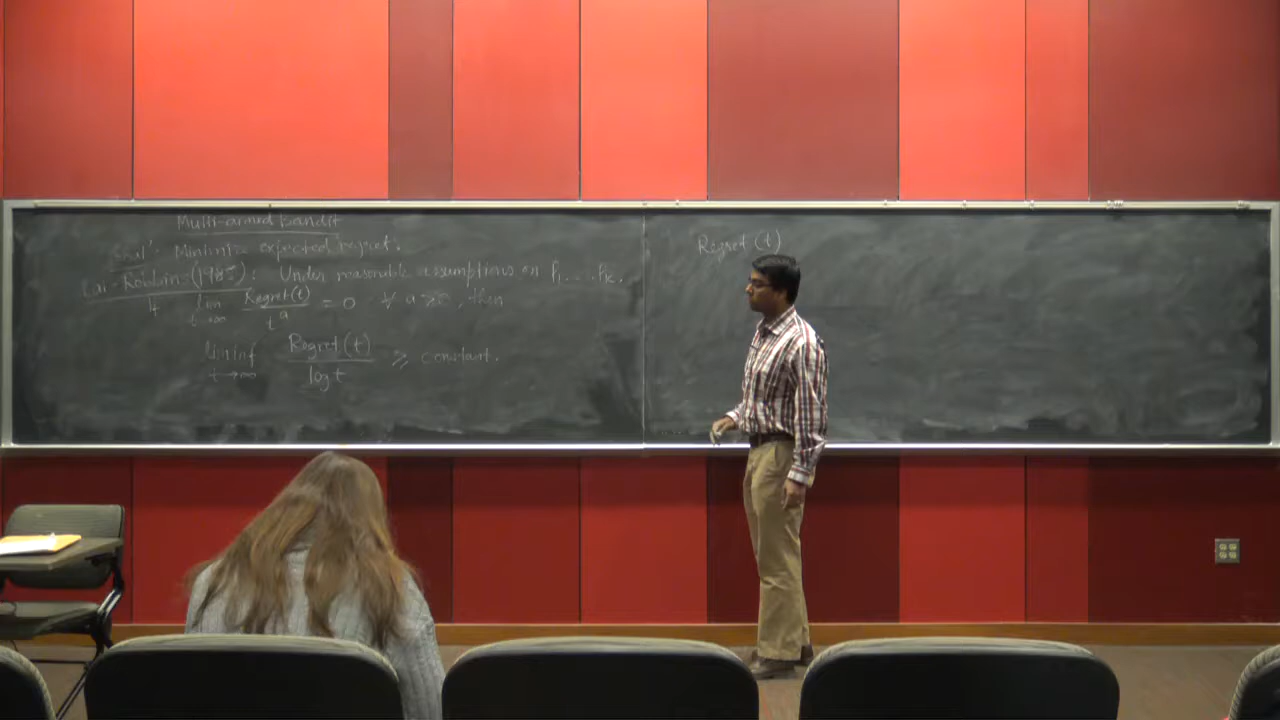 Multi-armed Bandit
Goal: Minimize expected regret.
Lai-Robbins (1985): Under reasonable assumptions on P₁....Pₖ.
If lim t→∞ Regret(t)/t^a = 0 ∀ a>0, then
liminf t→∞ Regret(t)/log t ≥ constant.
Regret (t)